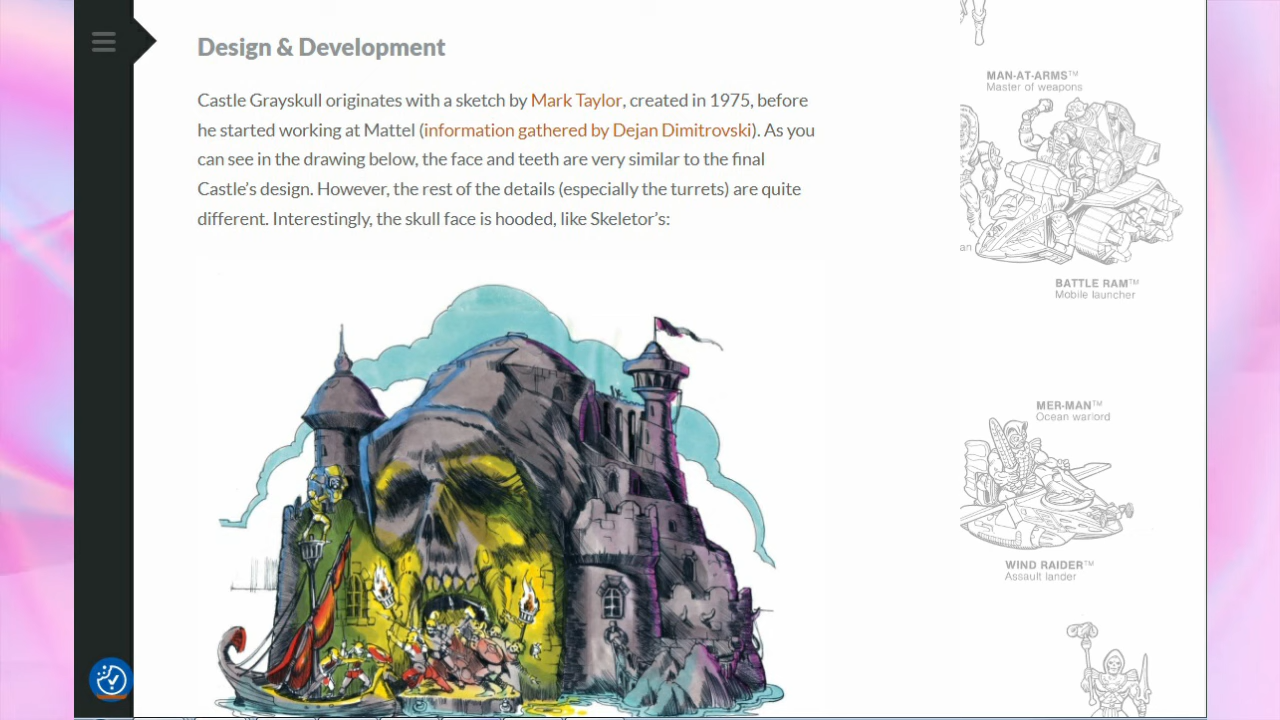 Design & Development
Castle Grayskull originates with a sketch by Mark Taylor, created in 1975, before
he started working at Mattel (information gathered by Dejan Dimitrovski). As you
can see in the drawing below, the face and teeth are very similar to the final
Castle’s design. However, the rest of the details (especially the turrets) are quite
different. Interestingly, the skull face is hooded, like Skeletor’s:
MAN-AT-ARMS™
Master of weapons
an
BATTLE RAM™
Mobile launcher
MER-MAN™
Ocean warlord
WIND RAIDER™
Assault lander